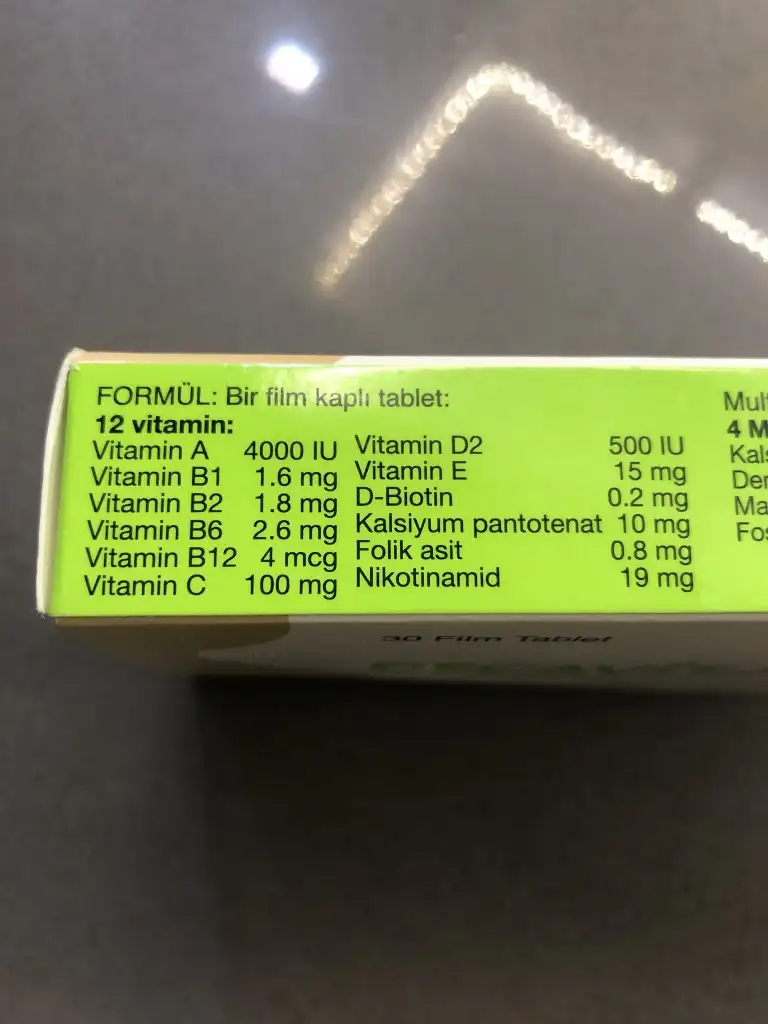 FORMÜL: Bir film kaplı tablet:
12 vitamin:
Vitamin A 4000 IU
Vitamin B1 1.6 mg
Vitamin B2 1.8 mg
Vitamin B6 2.6 mg
Vitamin B12 4 mcg
Vitamin C 100 mg
Vitamin D2 500 IU
Vitamin E 15 mg
D-Biotin 0.2 mg
Kalsiyum pantotenat 10 mg
Folik asit 0.8 mg
Nikotinamid 19 mg
4 M
30 Film Tablet